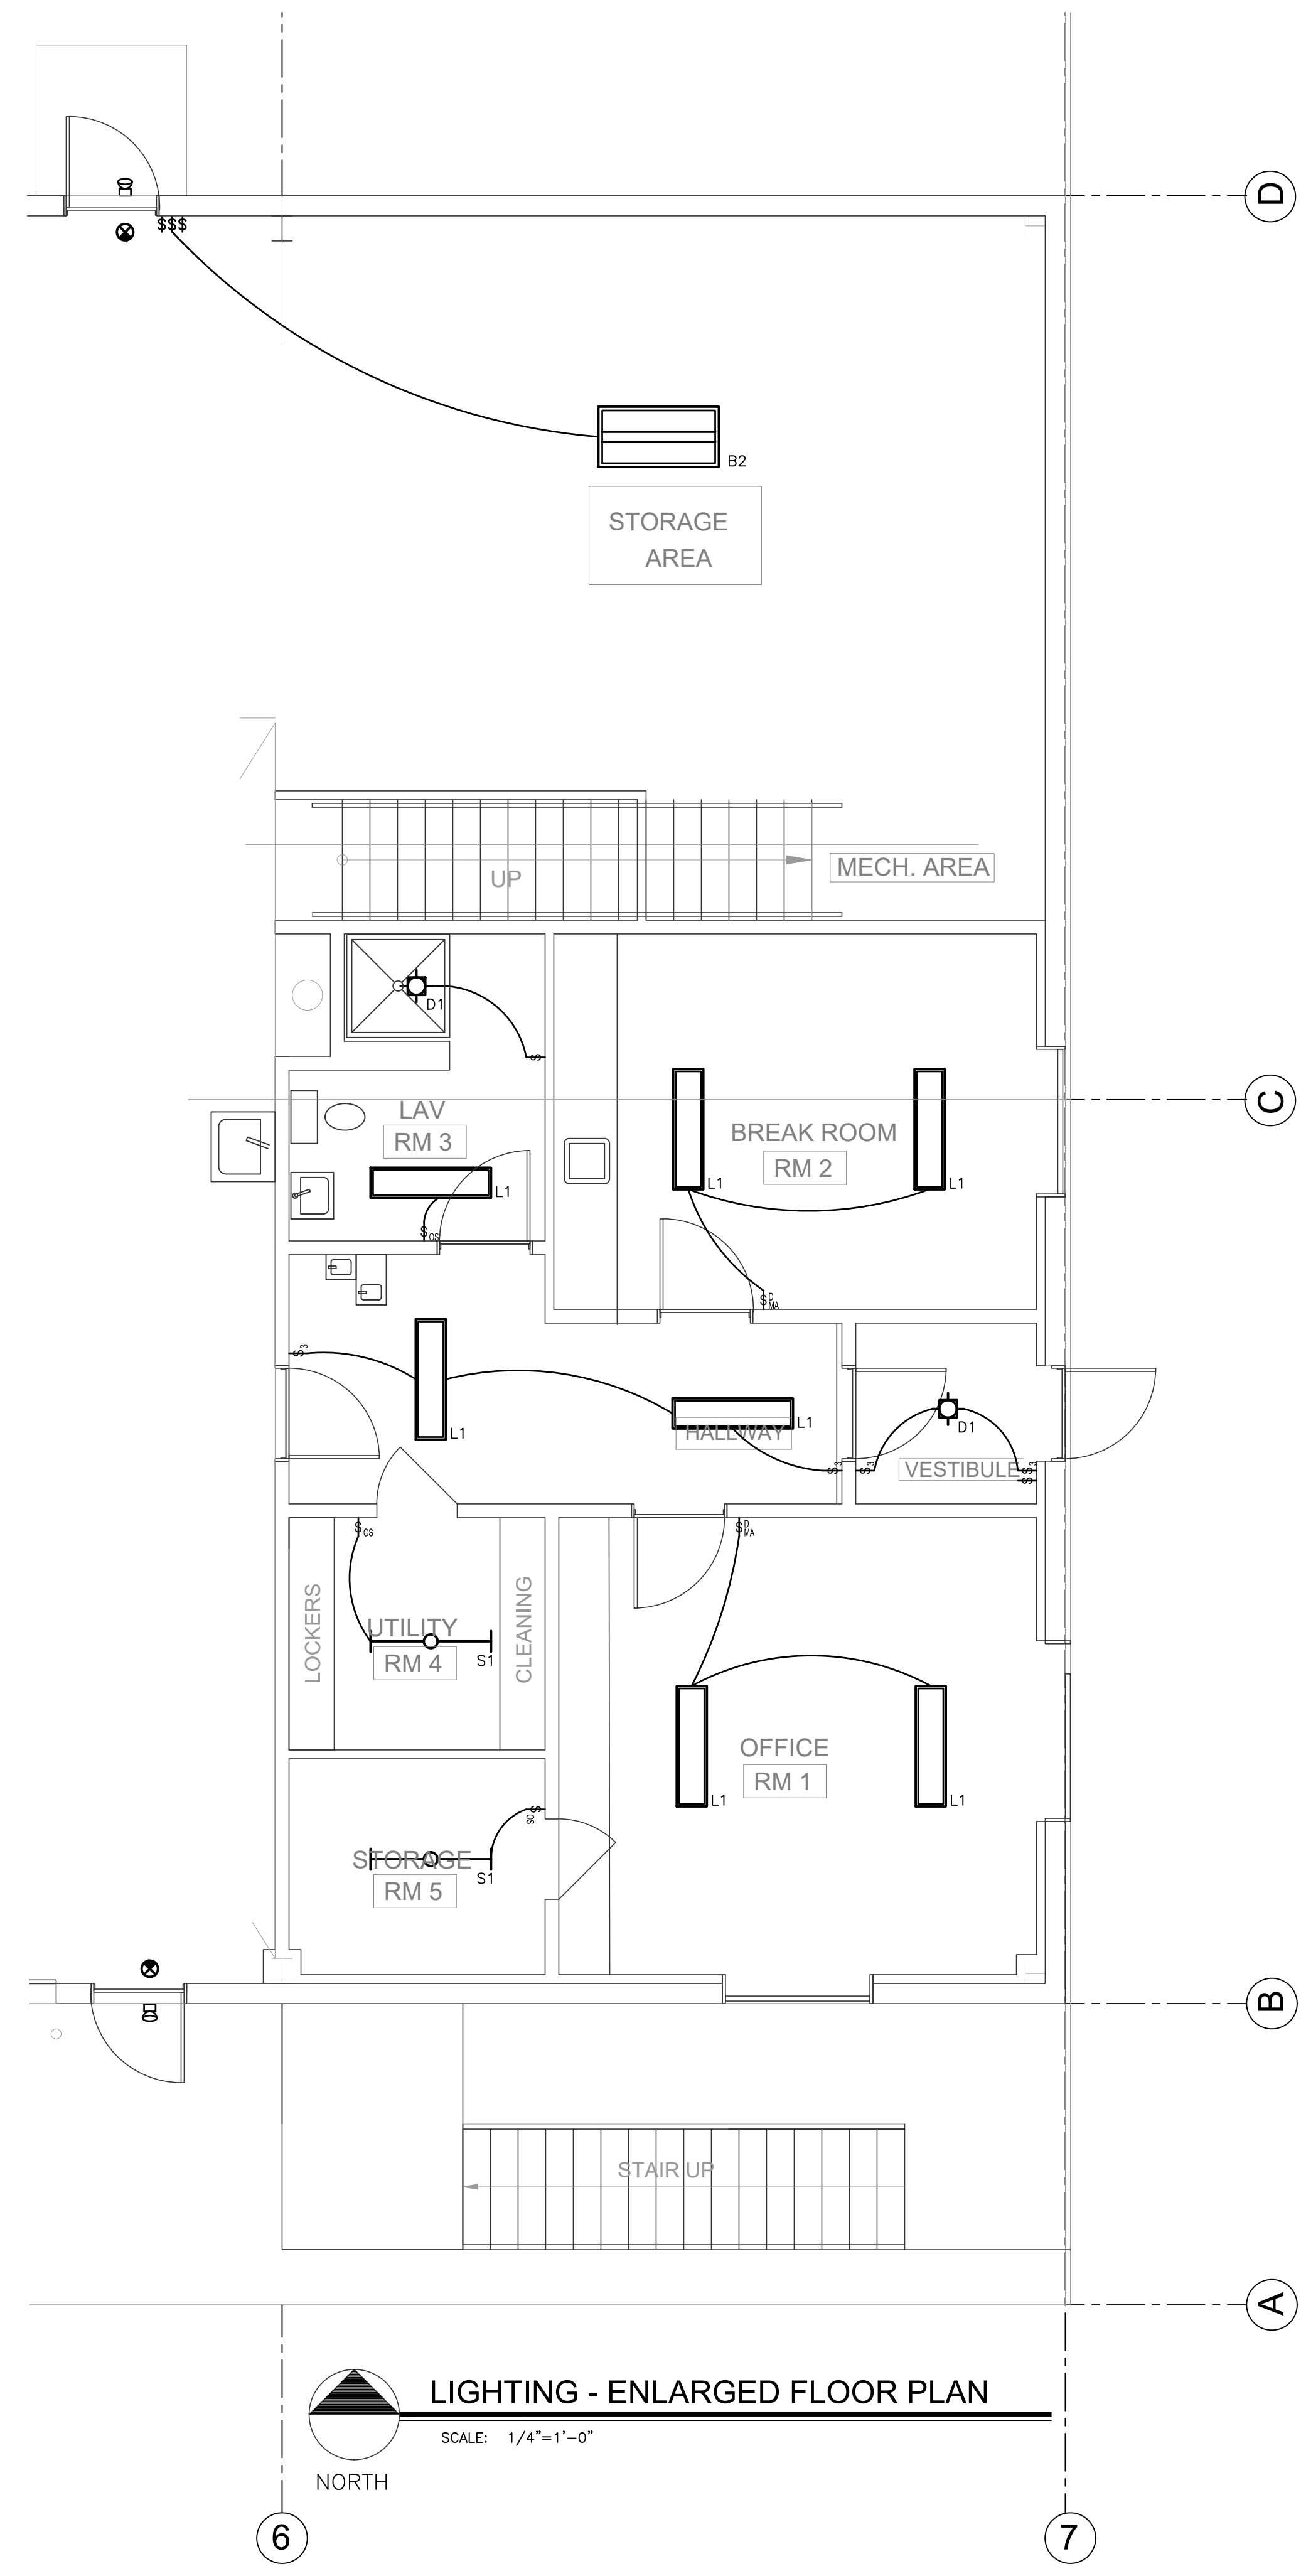 D
$$$
B2
STORAGE
AREA
UP
MECH. AREA
D1
$
C
LAV
RM 3
BREAK ROOM
RM 2
L1
$ OS
L1
L1
$ D
MA
$ 3
L1
HALLWAY
L1
D1
$ 3
$ 3
VESTIBULE
$ 3
$
$ OS
$ D
MA
LOCKERS
UTILITY
RM 4
S1
CLEANING
OFFICE
RM 1
L1
L1
$ OS
STORAGE
RM 5
S1
B
STAIR UP
A
LIGHTING - ENLARGED FLOOR PLAN
SCALE: 1/4"=1'-0"
NORTH
6
7